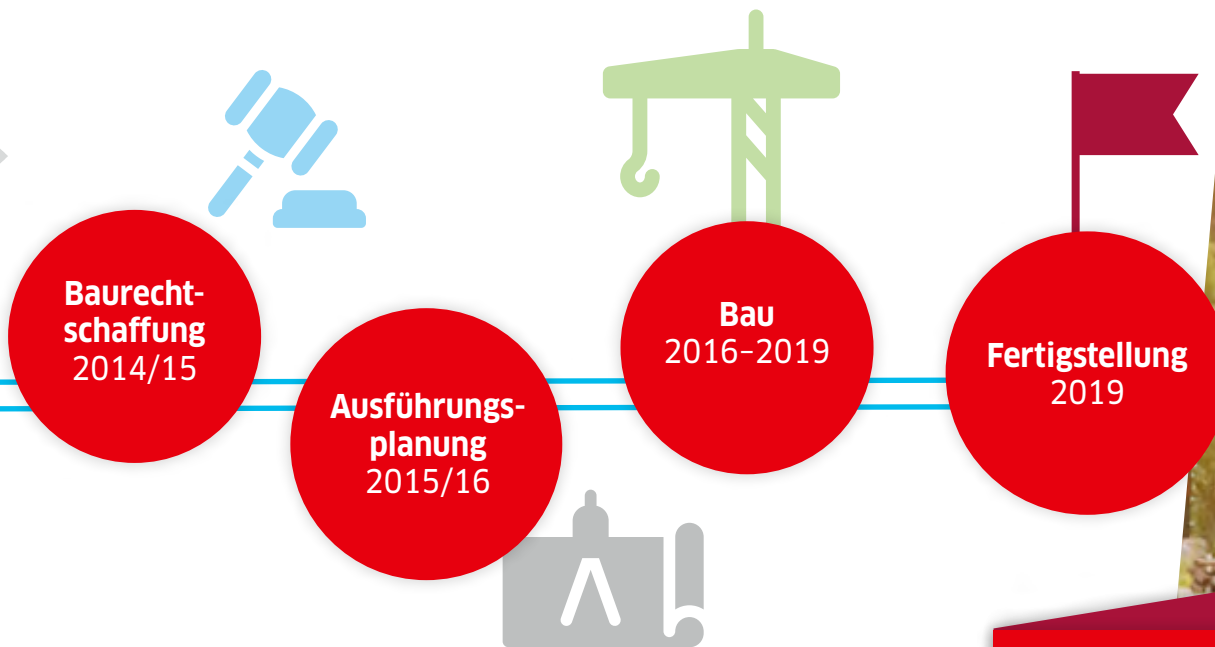 Baurecht-
schaffung
2014/15
Ausführungs-
planung
2015/16
Bau
2016–2019
Fertigstellung
2019